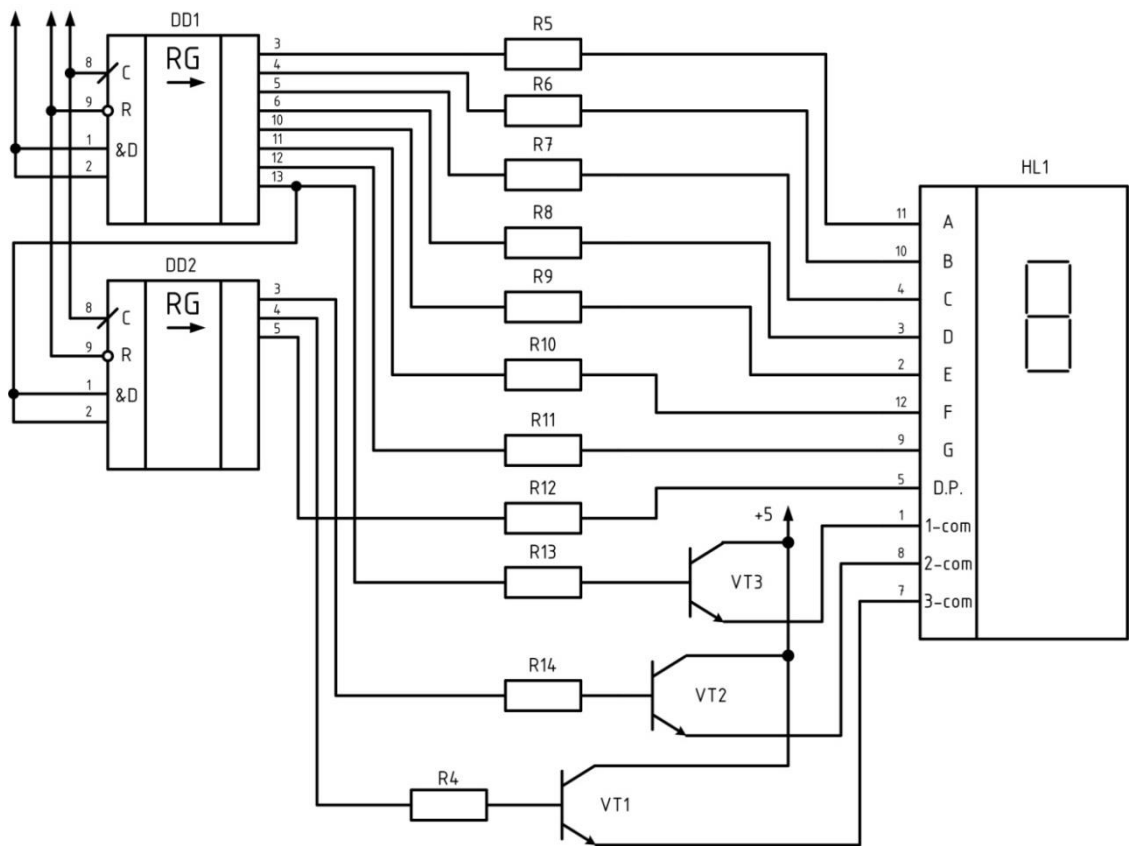 DD1
RG
8
C
9
R
1
&D
2
3
4
5
6
10
11
12
13
DD2
RG
8
C
9
R
1
&D
2
3
4
5
R5
R6
R7
R8
R9
R10
R11
R12
R13
R14
R4
+5
VT3
VT2
VT1
HL1
11
A
10
B
4
C
3
D
2
E
12
F
9
G
5
D.P.
1
1-com
8
2-com
7
3-com